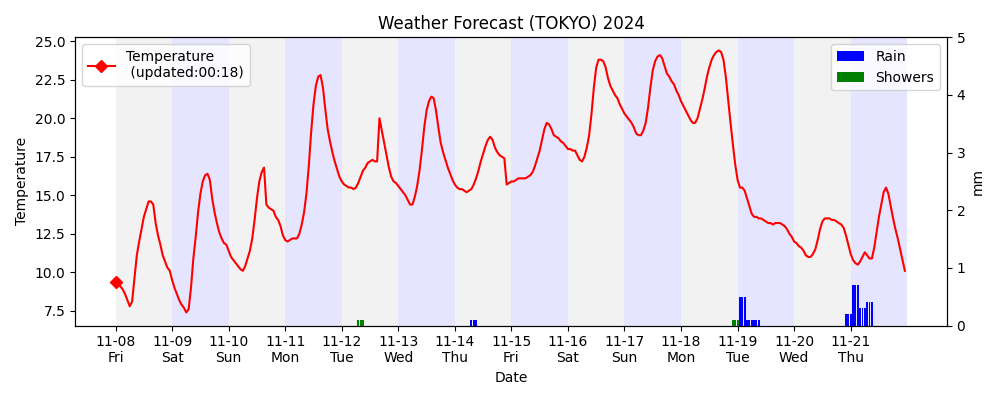 Weather Forecast (TOKYO) 2024
Temperature
(updated:00:18)
Rain
Showers
Temperature
25.0
22.5
20.0
17.5
15.0
12.5
10.0
7.5
5
4
3
2
1
0
mm
11-08 11-09 11-10 11-11 11-12 11-13 11-14 11-15 11-16 11-17 11-18 11-19 11-20 11-21
Fri Sat Sun Mon Tue Wed Thu Fri Sat Sun Mon Tue Wed Thu
Date